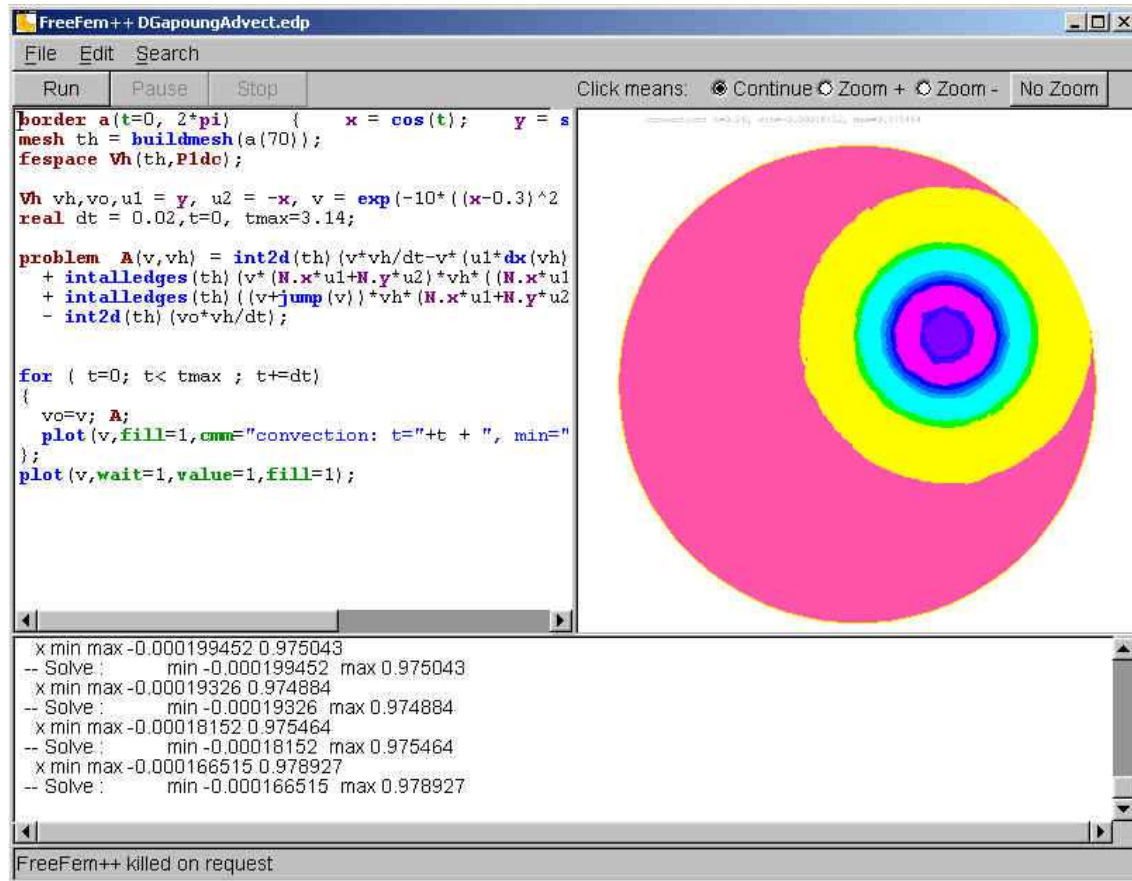 FreeFem++ DGapoungAdvect.edp
File Edit Search
Run Pause Stop Click means: Continue Zoom + Zoom - No Zoom
border a(t=0, 2*pi) { x = cos(t); y = s
mesh th = buildmesh(a(70));
fespace Vh(th,P1dc);
Vh vh,vo,u1 = y, u2 = -x, v = exp(-10*((x-0.3)^2
real dt = 0.02,t=0, tmax=3.14;
problem A(v,vh) = int2d(th)(v*vh/dt-v*(u1*dx(vh)
+ intalledges(th)(v*(N.x*u1+N.y*u2)*vh*((N.x*u1
+ intalledges(th)((v+jump(v))*vh*(N.x*u1+N.y*u2
- int2d(th)(vo*vh/dt);
for ( t=0; t< tmax ; t+=dt)
{
vo=v; A;
plot(v,fill=1,cmm="convection: t="+t + ", min="
};
plot(v,wait=1,value=1,fill=1);
x min max -0.000199452 0.975043
-- Solve : min -0.000199452 max 0.975043
x min max -0.00019326 0.974884
-- Solve : min -0.00019326 max 0.974884
x min max -0.00018152 0.975464
-- Solve : min -0.00018152 max 0.975464
x min max -0.000166515 0.978927
-- Solve : min -0.000166515 max 0.978927
FreeFem++ killed on request